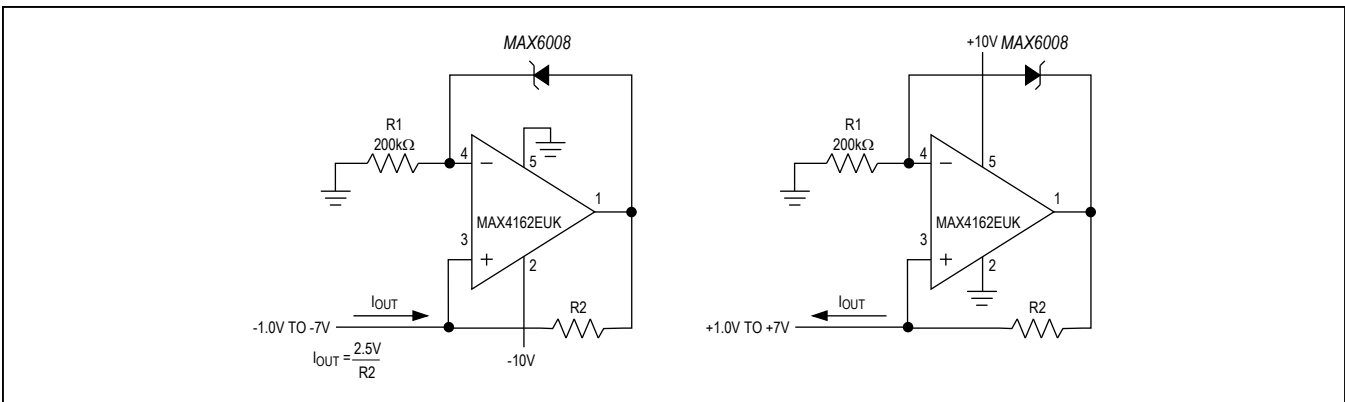 MAX6008
R1
200kΩ
4
5
1
MAX4162EUK
3
2
IOUT
R2
-1.0V TO -7V
IOUT = 2.5V
R2
-10V
+10V MAX6008
R1
200kΩ
4
5
1
MAX4162EUK
3
2
IOUT
R2
+1.0V TO +7V